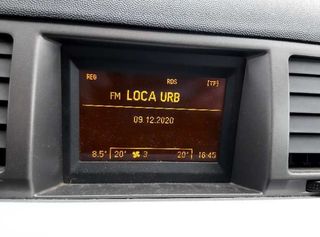 REG RDS [TP]
FM LOCA URB
09.12.2020
8.5° 20° 3 20° 16:45